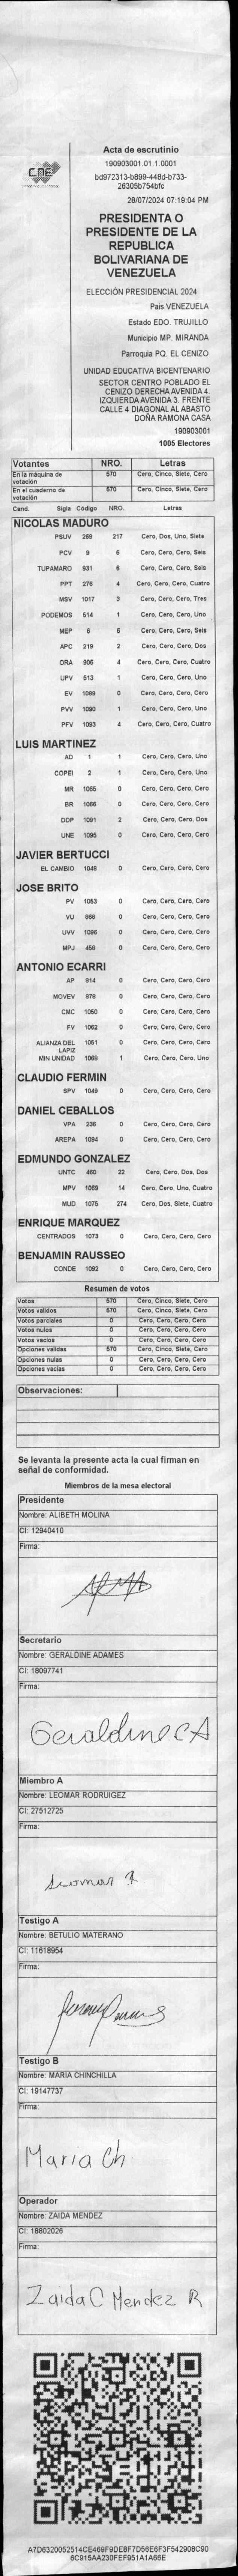 CNE
Acta de escrutinio
190903001.01.1.0001
bd972313-b899-448d-b733-
26305b754bfc
28/07/2024 07:19:04 PM
PRESIDENTA O
PRESIDENTE DE LA
REPUBLICA
BOLIVARIANA DE
VENEZUELA
ELECCIÓN PRESIDENCIAL 2024
Pais VENEZUELA
Estado EDO. TRUJILLO
Municipio MP. MIRANDA
Parroquia PQ. EL CENIZO
UNIDAD EDUCATIVA BICENTENARIO
SECTOR CENTRO POBLADO EL
CENIZO DERECHA AVENIDA 4.
IZQUIERDA AVENIDA 3. FRENTE
CALLE 4 DIAGONAL AL ABASTO
DOÑA RAMONA CASA
190903001
1005 Electores
Votantes NRO. Letras
En la máquina de votación 570 Cero, Cinco, Siete, Cero
En el cuaderno de votación 570 Cero, Cinco, Siete, Cero
Cand. Sigla Código NRO. Letras
NICOLAS MADURO
PSUV 269 217 Cero, Dos, Uno, Siete
PCV 9 6 Cero, Cero, Cero, Seis
TUPAMARO 931 6 Cero, Cero, Cero, Seis
PPT 276 4 Cero, Cero, Cero, Cuatro
MSV 1017 3 Cero, Cero, Cero, Tres
PODEMOS 514 1 Cero, Cero, Cero, Uno
MEP 6 6 Cero, Cero, Cero, Seis
APC 219 2 Cero, Cero, Cero, Dos
ORA 906 4 Cero, Cero, Cero, Cuatro
UPV 513 1 Cero, Cero, Cero, Uno
EV 1089 0 Cero, Cero, Cero, Cero
PVV 1090 1 Cero, Cero, Cero, Uno
PFV 1093 4 Cero, Cero, Cero, Cuatro
LUIS MARTINEZ
AD 1 1 Cero, Cero, Cero, Uno
COPEI 2 1 Cero, Cero, Cero, Uno
MR 1065 0 Cero, Cero, Cero, Cero
BR 1066 0 Cero, Cero, Cero, Cero
DDP 1091 2 Cero, Cero, Cero, Dos
UNE 1095 0 Cero, Cero, Cero, Cero
JAVIER BERTUCCI
EL CAMBIO 1048 0 Cero, Cero, Cero, Cero
JOSE BRITO
PV 1053 0 Cero, Cero, Cero, Cero
VU 968 0 Cero, Cero, Cero, Cero
UVV 1096 0 Cero, Cero, Cero, Cero
MPJ 458 0 Cero, Cero, Cero, Cero
ANTONIO ECARRI
AP 914 0 Cero, Cero, Cero, Cero
MOVEV 978 0 Cero, Cero, Cero, Cero
CMC 1050 0 Cero, Cero, Cero, Cero
FV 1062 0 Cero, Cero, Cero, Cero
ALIANZA DEL LAPIZ 1051 0 Cero, Cero, Cero, Cero
MIN UNIDAD 1088 1 Cero, Cero, Cero, Uno
CLAUDIO FERMIN
SPV 1049 0 Cero, Cero, Cero, Cero
DANIEL CEBALLOS
VPA 236 0 Cero, Cero, Cero, Cero
AREPA 1094 0 Cero, Cero, Cero, Cero
EDMUNDO GONZALEZ
UNTC 460 22 Cero, Cero, Dos, Dos
MPV 1069 14 Cero, Cero, Uno, Cuatro
MUD 1075 274 Cero, Dos, Siete, Cuatro
ENRIQUE MARQUEZ
CENTRADOS 1073 0 Cero, Cero, Cero, Cero
BENJAMIN RAUSSEO
CONDE 1092 0 Cero, Cero, Cero, Cero
Resumen de votos
Votos 570 Cero, Cinco, Siete, Cero
Votos validos 570 Cero, Cinco, Siete, Cero
Votos parciales 0 Cero, Cero, Cero, Cero
Votos nulos 0 Cero, Cero, Cero, Cero
Votos vacios 0 Cero, Cero, Cero, Cero
Opciones validas 570 Cero, Cinco, Siete, Cero
Opciones nulas 0 Cero, Cero, Cero, Cero
Opciones vacias 0 Cero, Cero, Cero, Cero
Observaciones:
Se levanta la presente acta la cual firman en
señal de conformidad.
Miembros de la mesa electoral
Presidente
Nombre: ALIBETH MOLINA
CI: 12940410
Firma:
Secretario
Nombre: GERALDINE ADAMES
CI: 18097741
Firma:
Geraldine C A
Miembro A
Nombre: LEOMAR RODRUIGEZ
CI: 27512725
Firma:
Leomar R
Testigo A
Nombre: BETULIO MATERANO
CI: 11618954
Firma:
Testigo B
Nombre: MARIA CHINCHILLA
CI: 19147737
Firma:
Maria Ch
Operador
Nombre: ZAIDA MENDEZ
CI: 18802026
Firma:
Zaida C Mendez R
A7D6320052514CE469F9DE8F7D56E6F3F542908C90
6C915AA230FEF951A1A66E